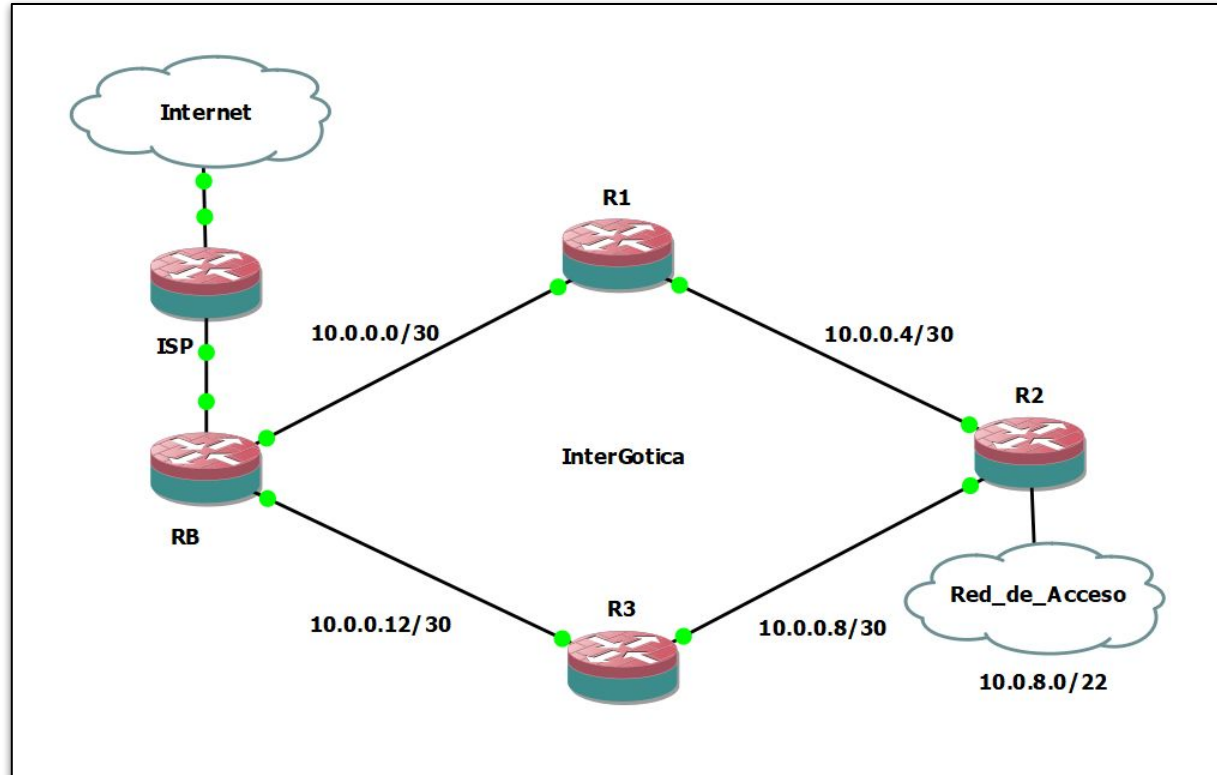 Internet
R1
ISP
10.0.0.0/30
10.0.0.4/30
R2
InterGotica
RB
Red_de_Acceso
R3
10.0.0.12/30
10.0.0.8/30
10.0.8.0/22